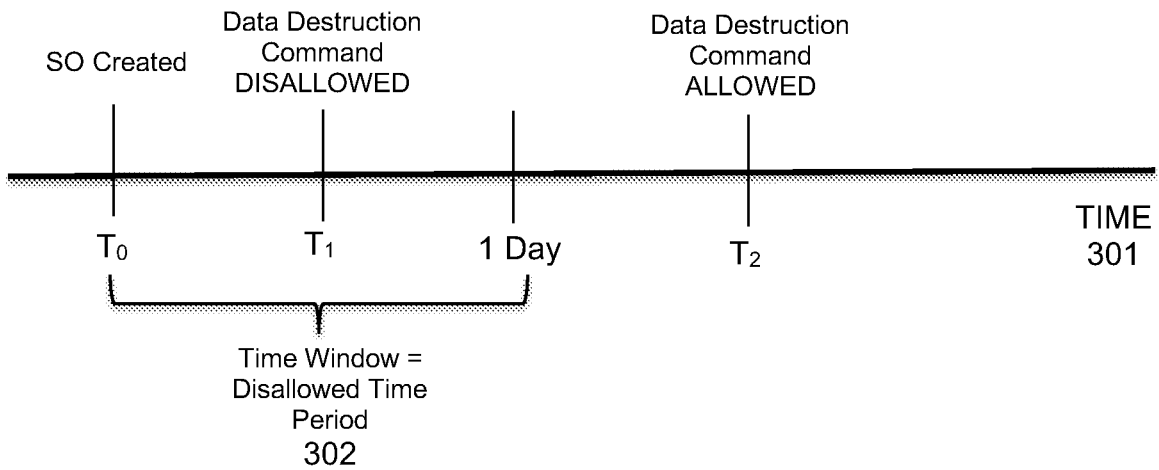 SO Created
Data Destruction
Command
DISALLOWED
Data Destruction
Command
ALLOWED
T0
T1
1 Day
T2
TIME
301
Time Window =
Disallowed Time
Period
302